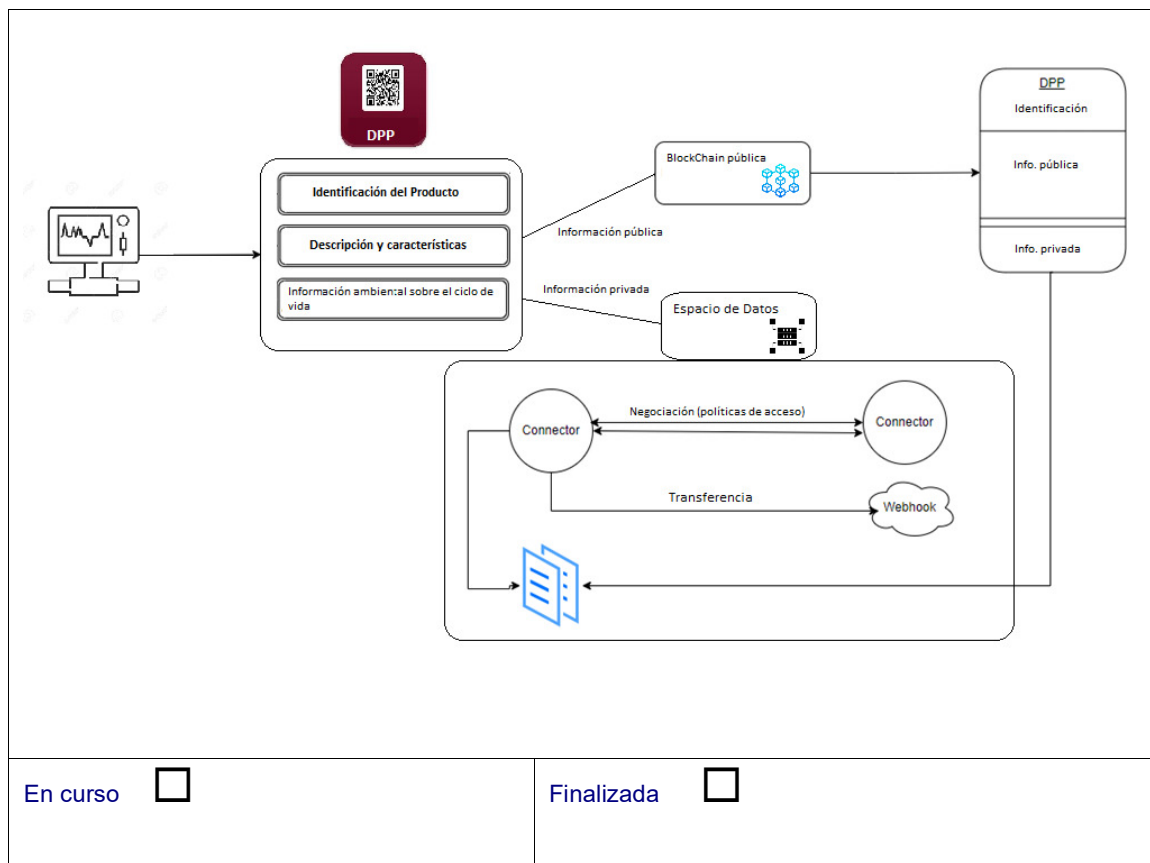 DPP
Identificación del Producto
Descripción y características
Información ambiental sobre el ciclo de
vida
Información pública
Información privada
BlockChain pública
Espacio de Datos
DPP
Identificación
Info. pública
Info. privada
Connector
Negociación (políticas de acceso)
Connector
Transferencia
Webhook
En curso
Finalizada